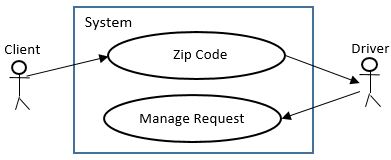 System
Client
Zip Code
Driver
Manage Request